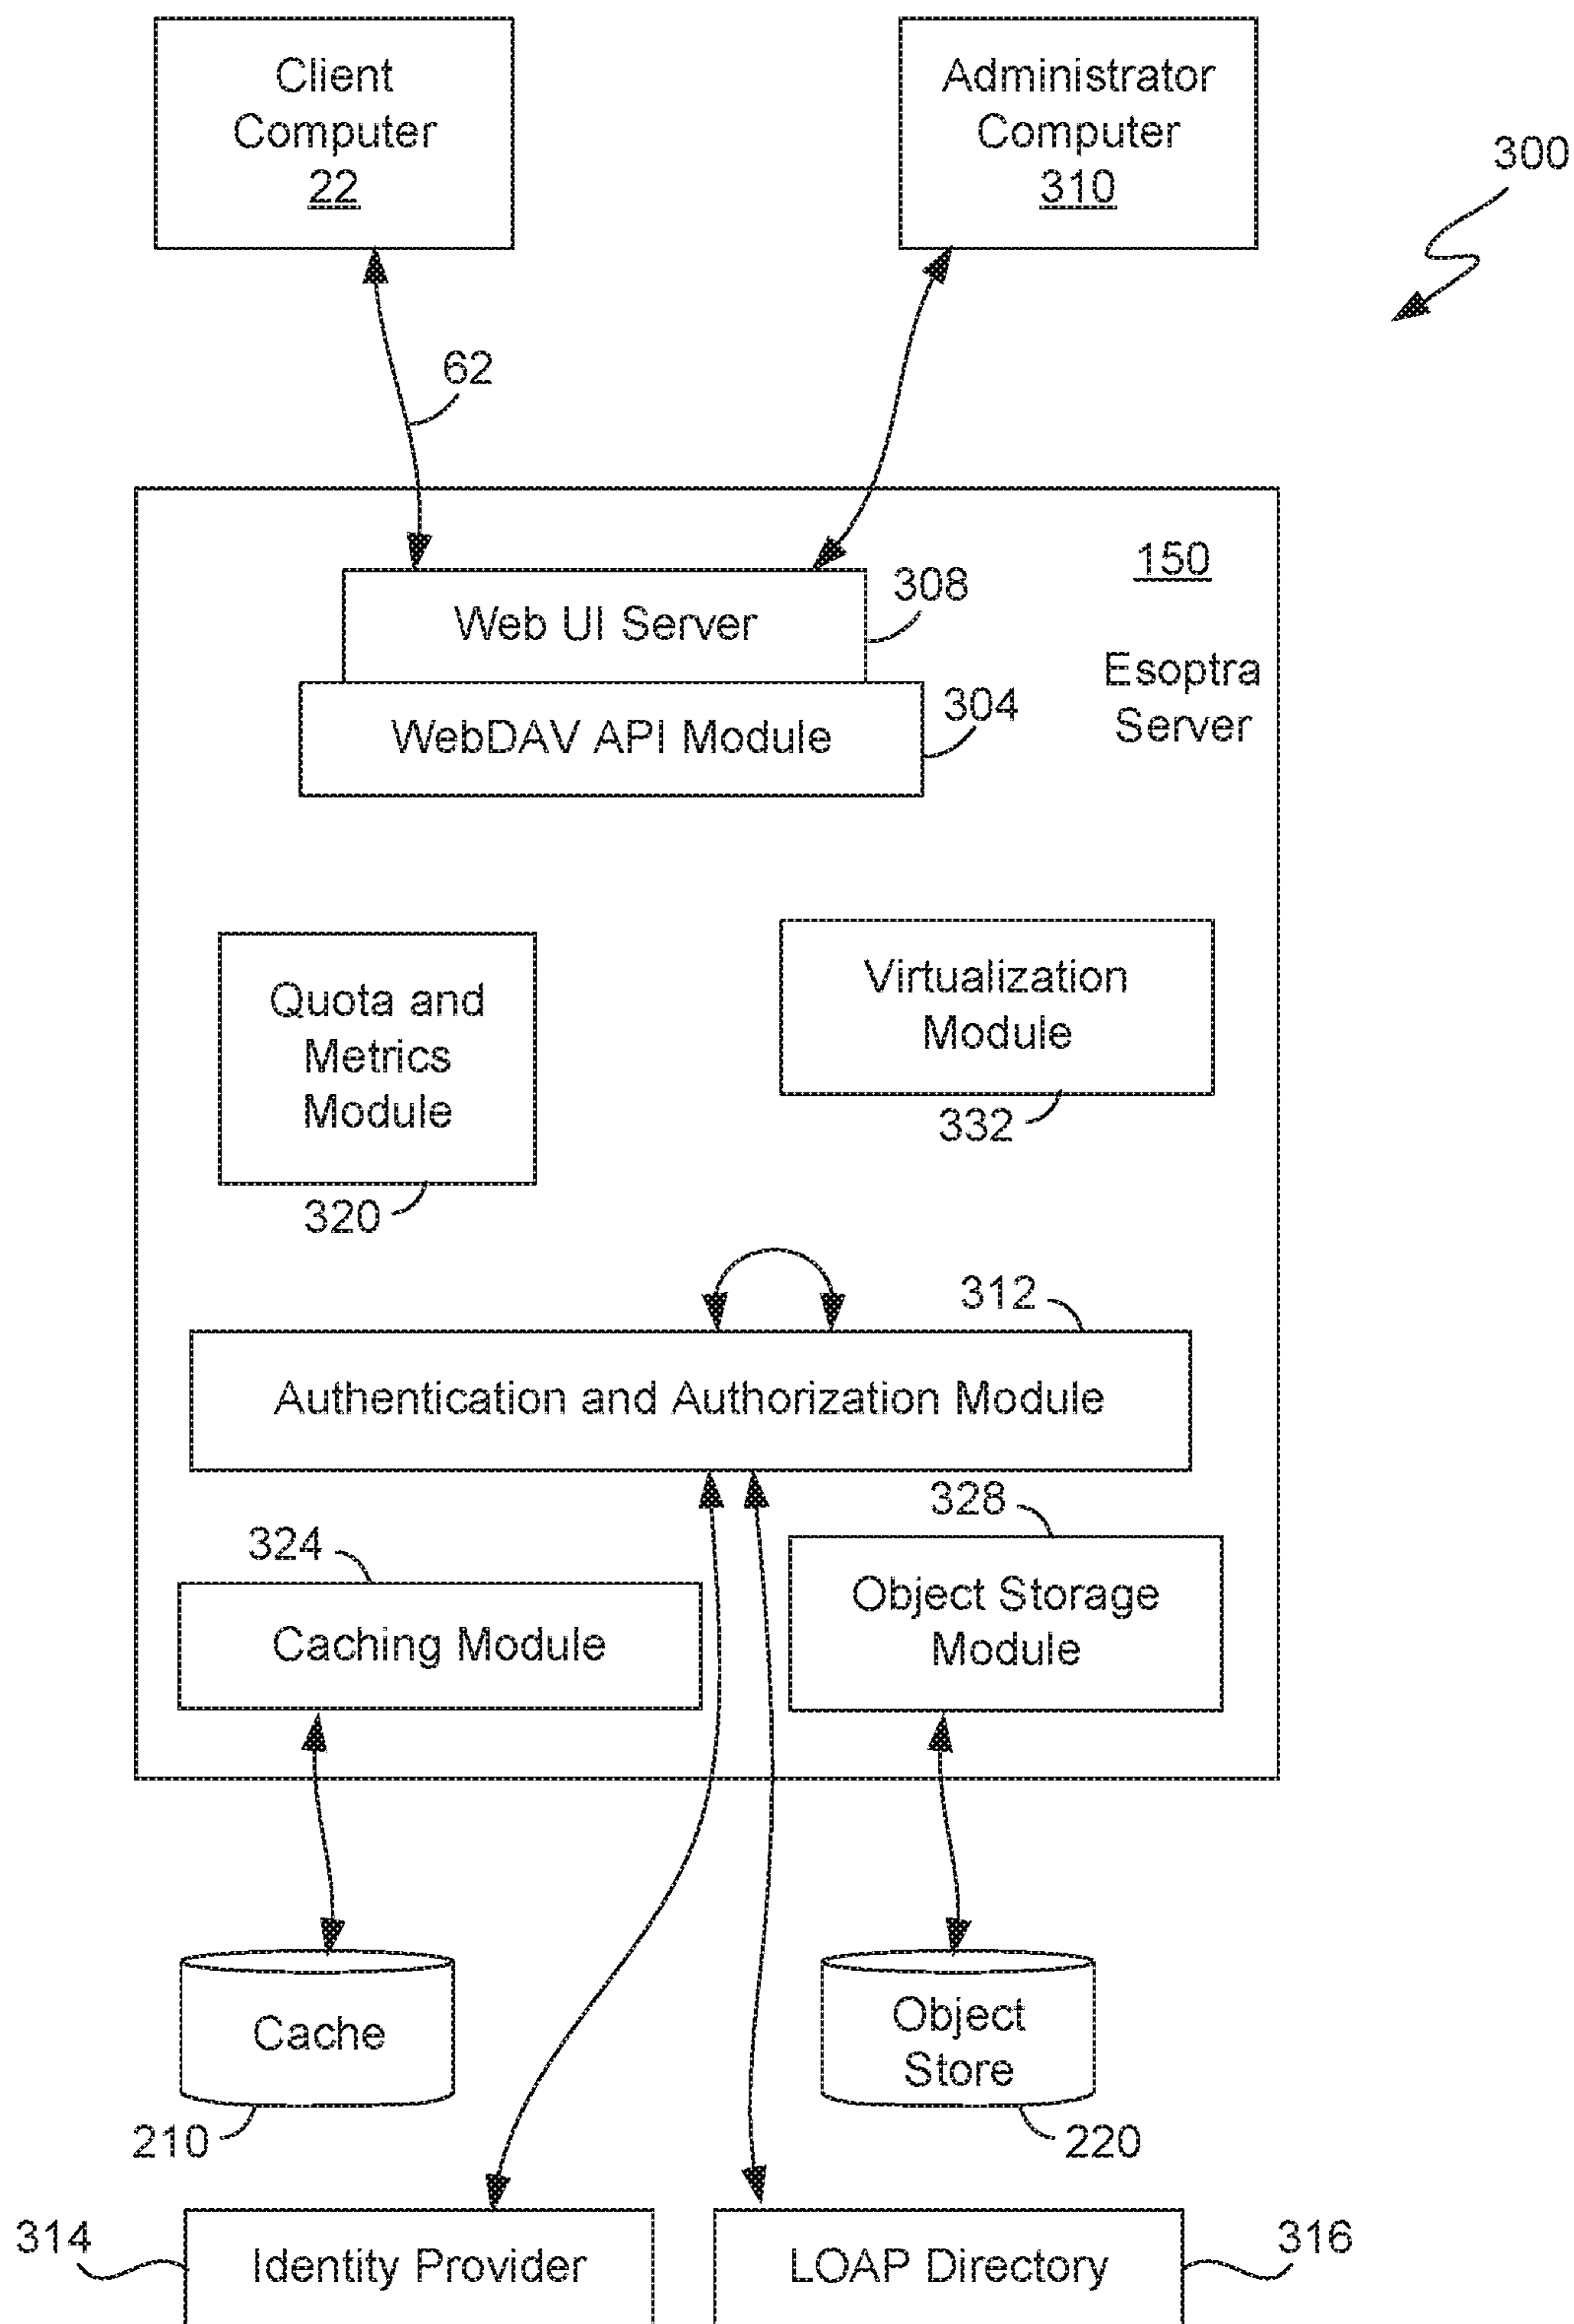 Client
Computer
22
Administrator
Computer
310
300
62
150
Esoptra
Server
Web UI Server
308
WebDAV API Module
304
Quota and
Metrics
Module
320
Virtualization
Module
332
312
Authentication and Authorization Module
328
324
Caching Module
Object Storage
Module
Cache
210
Object
Store
220
314
Identity Provider
LOAP Directory
316